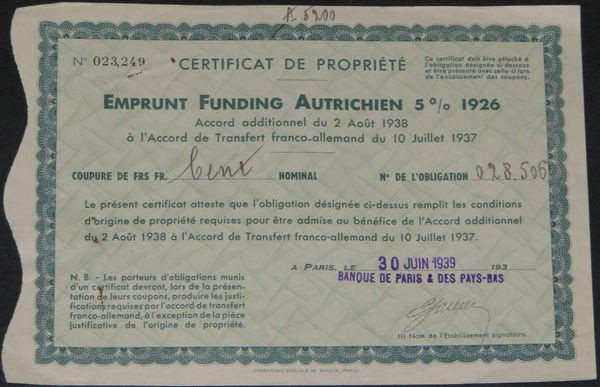 A 5200
N° 023,249
CERTIFICAT DE PROPRIÉTÉ
Ce certificat doit être attaché à
l'obligation désignée ci-dessous
et être présenté avec celle-ci lors
de l'encaissement des coupons.
EMPRUNT FUNDING AUTRICHIEN 5 % 1926
Accord additionnel du 2 Août 1938
à l'Accord de Transfert franco-allemand du 10 Juillet 1937
COUPURE DE FRS FR. Cent NOMINAL N° DE L'OBLIGATION 028.506
Le présent certificat atteste que l'obligation désignée ci-dessus remplit les conditions
d'origine de propriété requises pour être admise au bénéfice de l'Accord additionnel
du 2 Août 1938 à l'Accord de Transfert franco-allemand du 10 Juillet 1937.
A PARIS, LE 30 JUIN 1939 193
BANQUE DE PARIS & DES PAYS-BAS
N. B. - Les porteurs d'obligations munis
d'un certificat devront, lors de la présen-
tation de leurs coupons, produire les justi-
fications requises par l'accord de transfert
franco-allemand, à l'exception de la pièce
justificative de l'origine de propriété.
(1) Nom de l'Etablissement signataire.
IMPRIMERIE SPÉCIALE DE BANQUE, PARIS